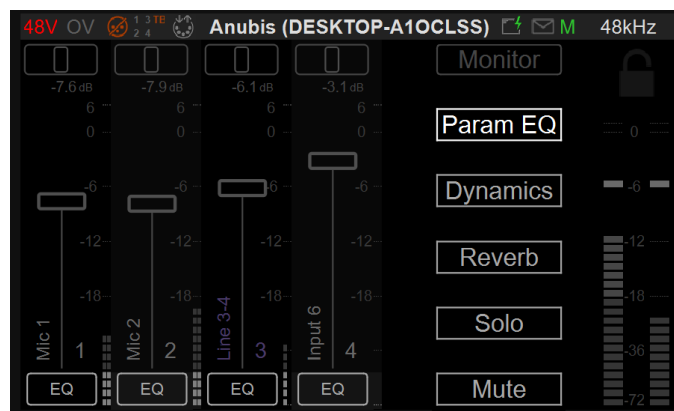 48V OV 1 3 TB 2 4 Anubis (DESKTOP-A1OCLSS) M 48kHz
-7.6 dB -7.9 dB -6.1 dB -3.1 dB Monitor
6 6 6 6
0 0 0 0 Param EQ 0
-6 -6 -6 -6 Dynamics -6
-12 -12 -12 -12 Reverb -12
-18 -18 -18 -18 Solo -18
Mic 1 1 Mic 2 2 Line 3-4 3 Input 6 4 -36
EQ EQ EQ EQ Mute -72